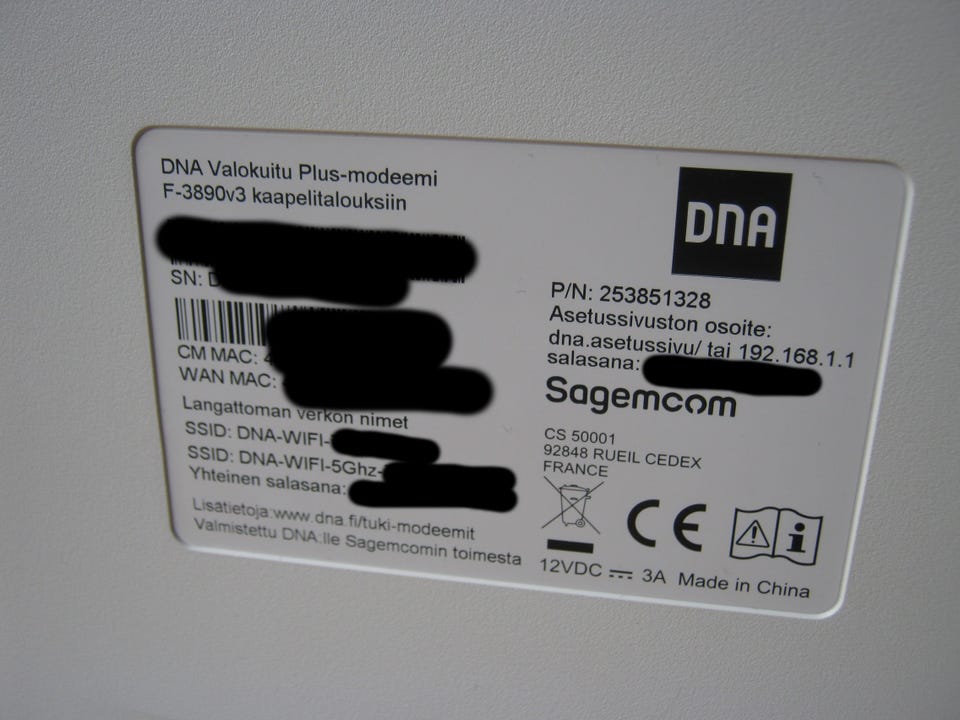 DNA Valokuitu Plus-modeemi
F-3890v3 kaapelitalouksiin
SN: D
CM MAC: 4
WAN MAC:
Langattoman verkon nimet
SSID: DNA-WIFI-
SSID: DNA-WIFI-5Ghz-
Yhteinen salasana:
Lisätietoja:www.dna.fi/tuki-modeemit
Valmistettu DNA:lle Sagemcomin toimesta
DNA
P/N: 253851328
Asetussivuston osoite:
dna.asetussivu/ tai 192.168.1.1
salasana:
Sagemcom
CS 50001
92848 RUEIL CEDEX
FRANCE
CE
12VDC ⎓ 3A Made in China